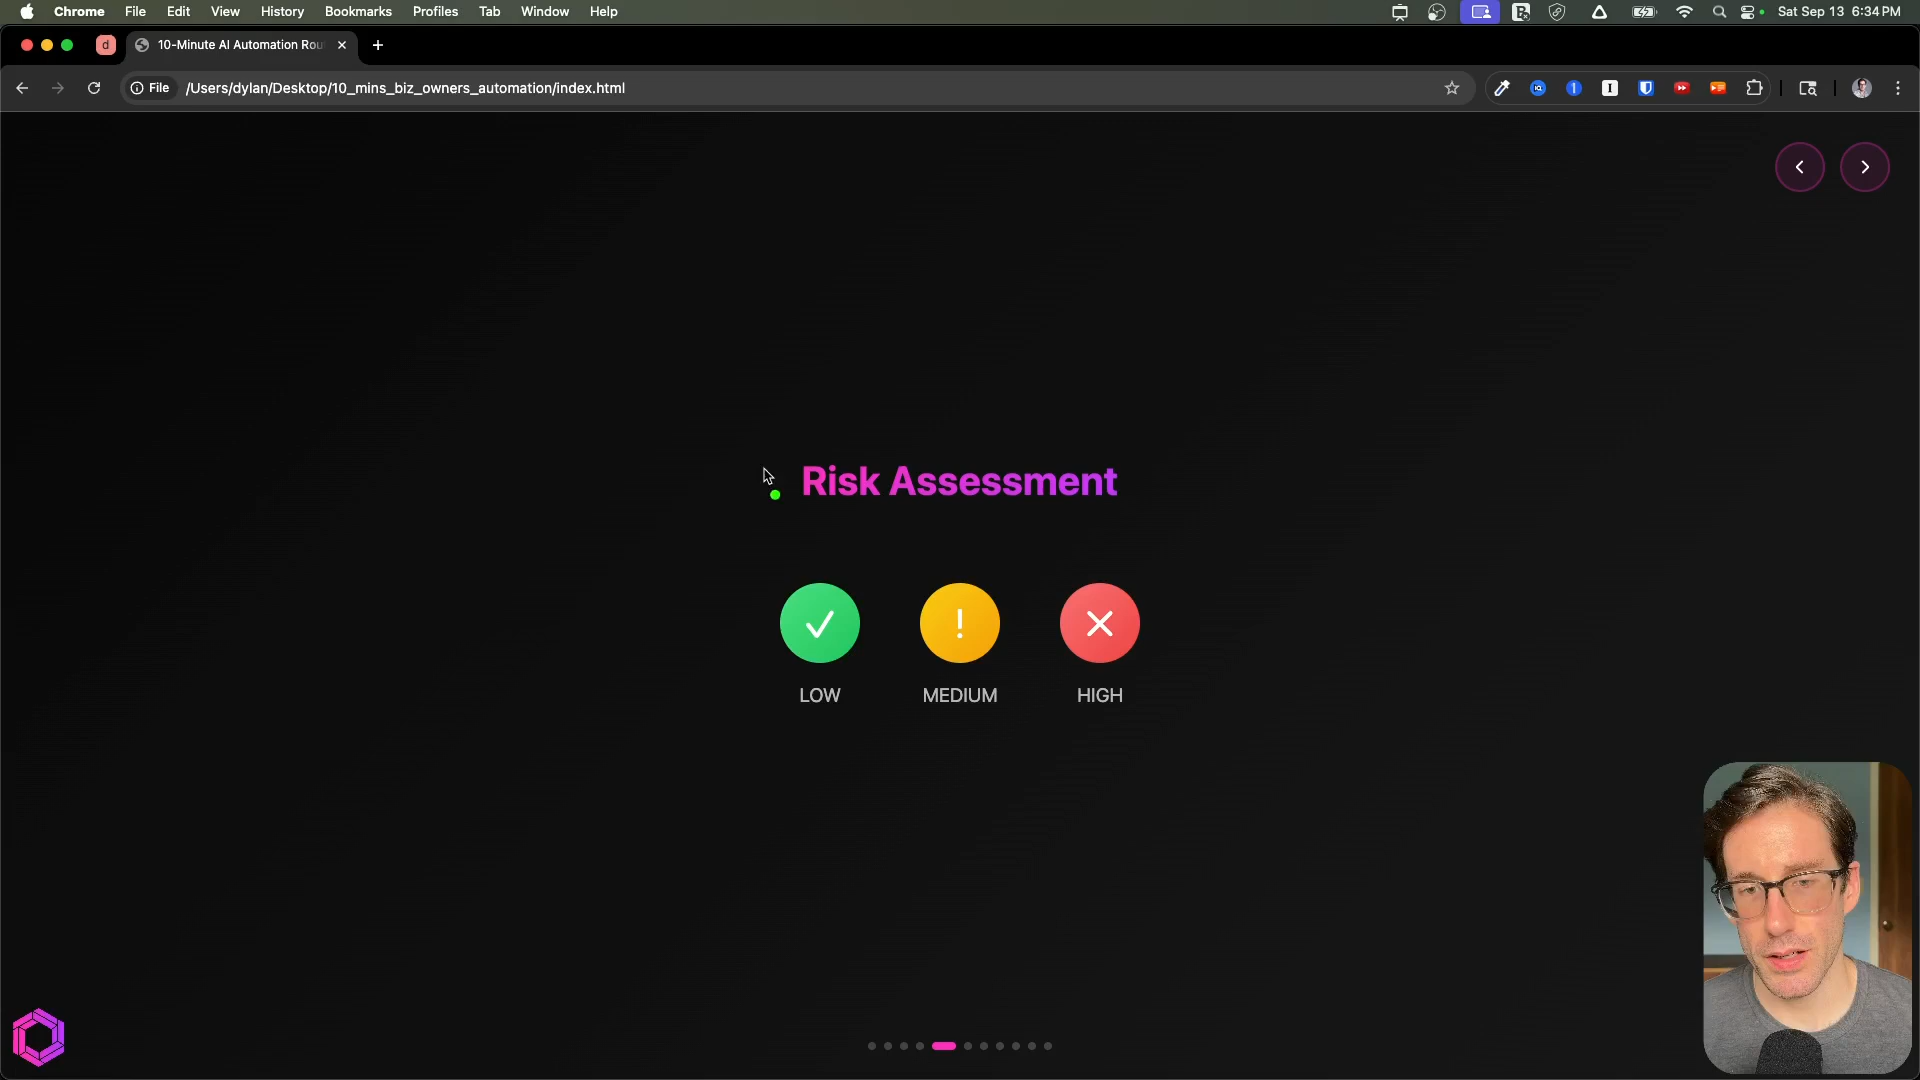 Chrome File Edit View History Bookmarks Profiles Tab Window Help Sat Sep 13 6:34 PM
d 10-Minute AI Automation Rou
File /Users/dylan/Desktop/10_mins_biz_owners_automation/index.html
Risk Assessment
LOW MEDIUM HIGH